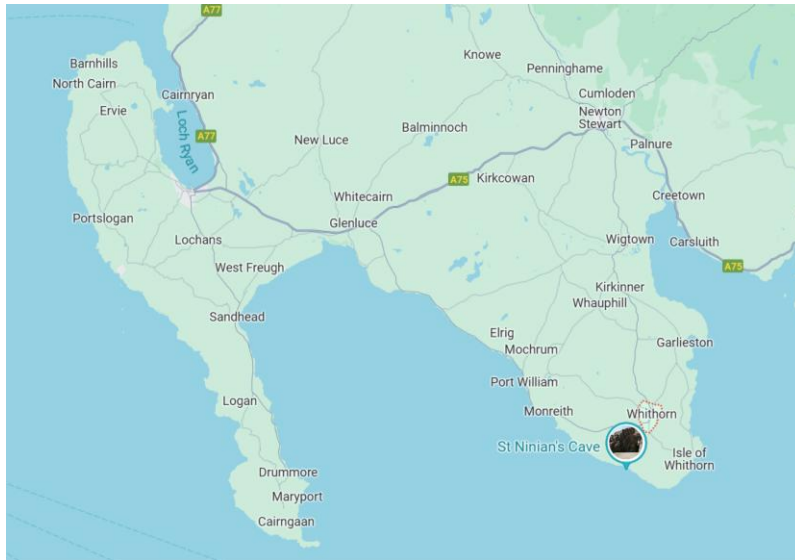 A77
Barnhills
Knowe
Penninghame
North Cairn
Cumloden
Cairnryan
Ervie
Newton
Stewart
Loch Ryan
A77
Balminnoch
New Luce
Palnure
A75
Kirkcowan
Whitecairn
Creetown
Portslogan
Glenluce
Lochans
Wigtown
Carsluith
West Freugh
A75
Kirkinner
Whauphill
Sandhead
Elrig
Garlieston
Mochrum
Port William
Logan
Monreith
Whithorn
St Ninian's Cave
Isle of
Whithorn
Drummore
Maryport
Cairngaan